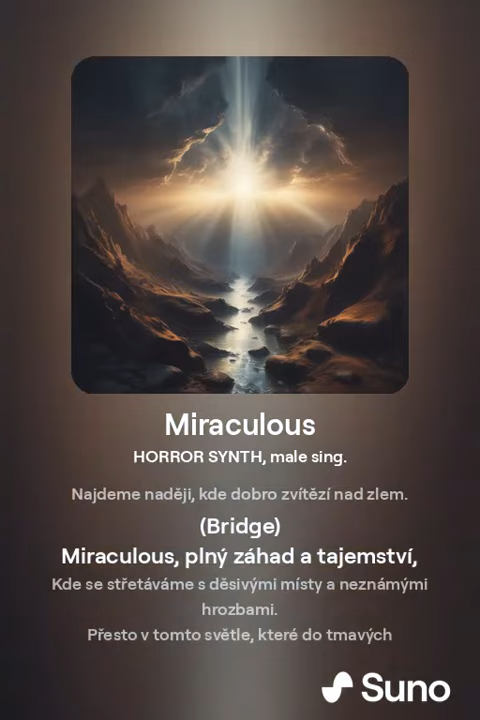 Miraculous
HORROR SYNTH, male sing.
Najdeme naději, kde dobro zvítězí nad zlem.
(Bridge)
Miraculous, plný záhad a tajemství,
Kde se střetáváme s děsivými místy a neznámými
hrozbami.
Přesto v tomto světle, které do tmavých
Suno